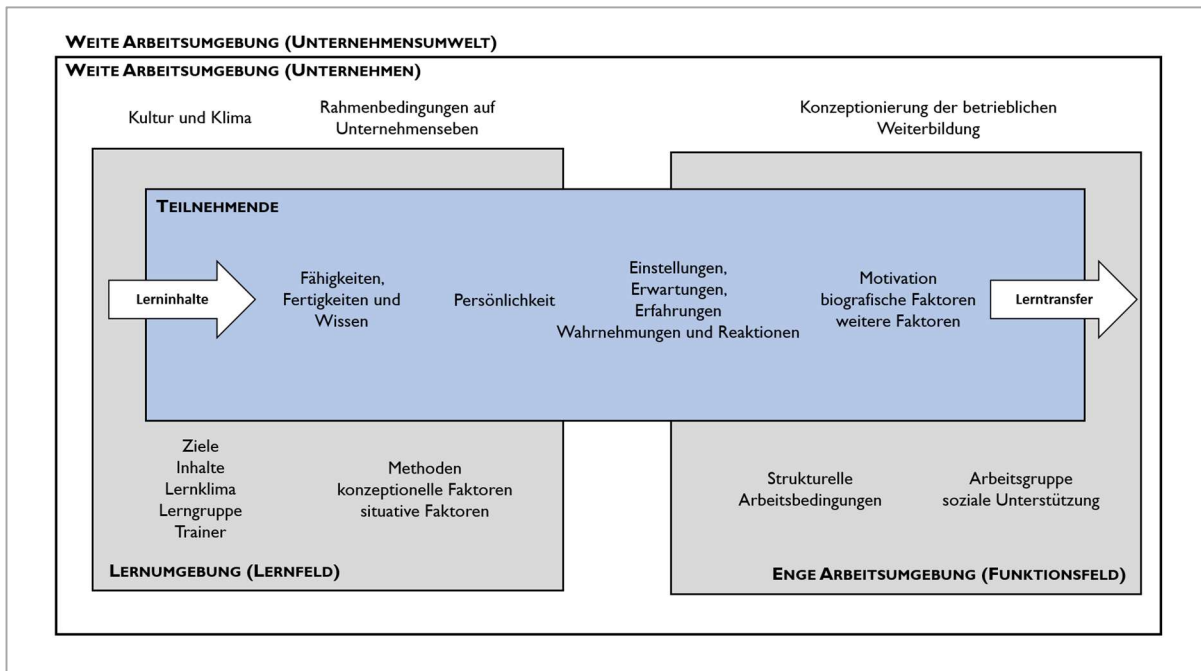 WEITE ARBEITSUMGEBUNG (UNTERNEHMENSUMWELT)
WEITE ARBEITSUMGEBUNG (UNTERNEHMEN)
Kultur und Klima
Rahmenbedingungen auf
Unternehmenseben
Konzeptionierung der betrieblichen
Weiterbildung
TEILNEHMENDE
Lerninhalte
Fähigkeiten,
Fertigkeiten und
Wissen
Persönlichkeit
Einstellungen,
Erwartungen,
Erfahrungen
Wahrnehmungen und Reaktionen
Motivation
biografische Faktoren
weitere Faktoren
Lerntransfer
Ziele
Inhalte
Lernklima
Lerngruppe
Trainer
Methoden
konzeptionelle Faktoren
situative Faktoren
Strukturelle
Arbeitsbedingungen
Arbeitsgruppe
soziale Unterstützung
LERNUMGEBUNG (LERNFELD)
ENGE ARBEITSUMGEBUNG (FUNKTIONSFELD)